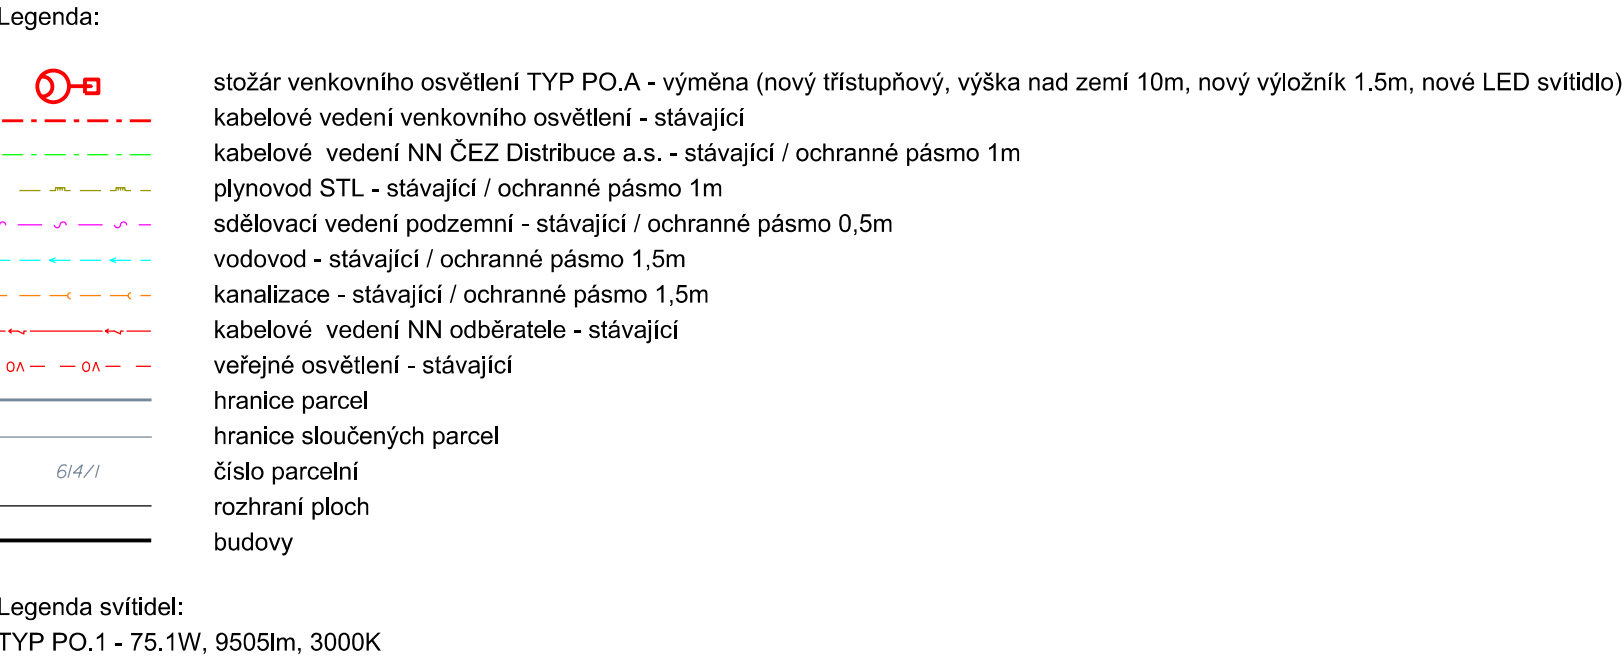 Legenda:
stožár venkovního osvětlení TYP PO.A - výměna (nový třístupňový, výška nad zemí 10m, nový výložník 1.5m, nové LED svítidlo)
kabelové vedení venkovního osvětlení - stávající
kabelové  vedení NN ČEZ Distribuce a.s. - stávající / ochranné pásmo 1m
plynovod STL - stávající / ochranné pásmo 1m
sdělovací vedení podzemní - stávající / ochranné pásmo 0,5m
vodovod - stávající / ochranné pásmo 1,5m
kanalizace - stávající / ochranné pásmo 1,5m
kabelové  vedení NN odběratele - stávající
veřejné osvětlení - stávající
hranice parcel
hranice sloučených parcel
614/1 číslo parcelní
rozhraní ploch
budovy
Legenda svítidel:
TYP PO.1 - 75.1W, 9505lm, 3000K